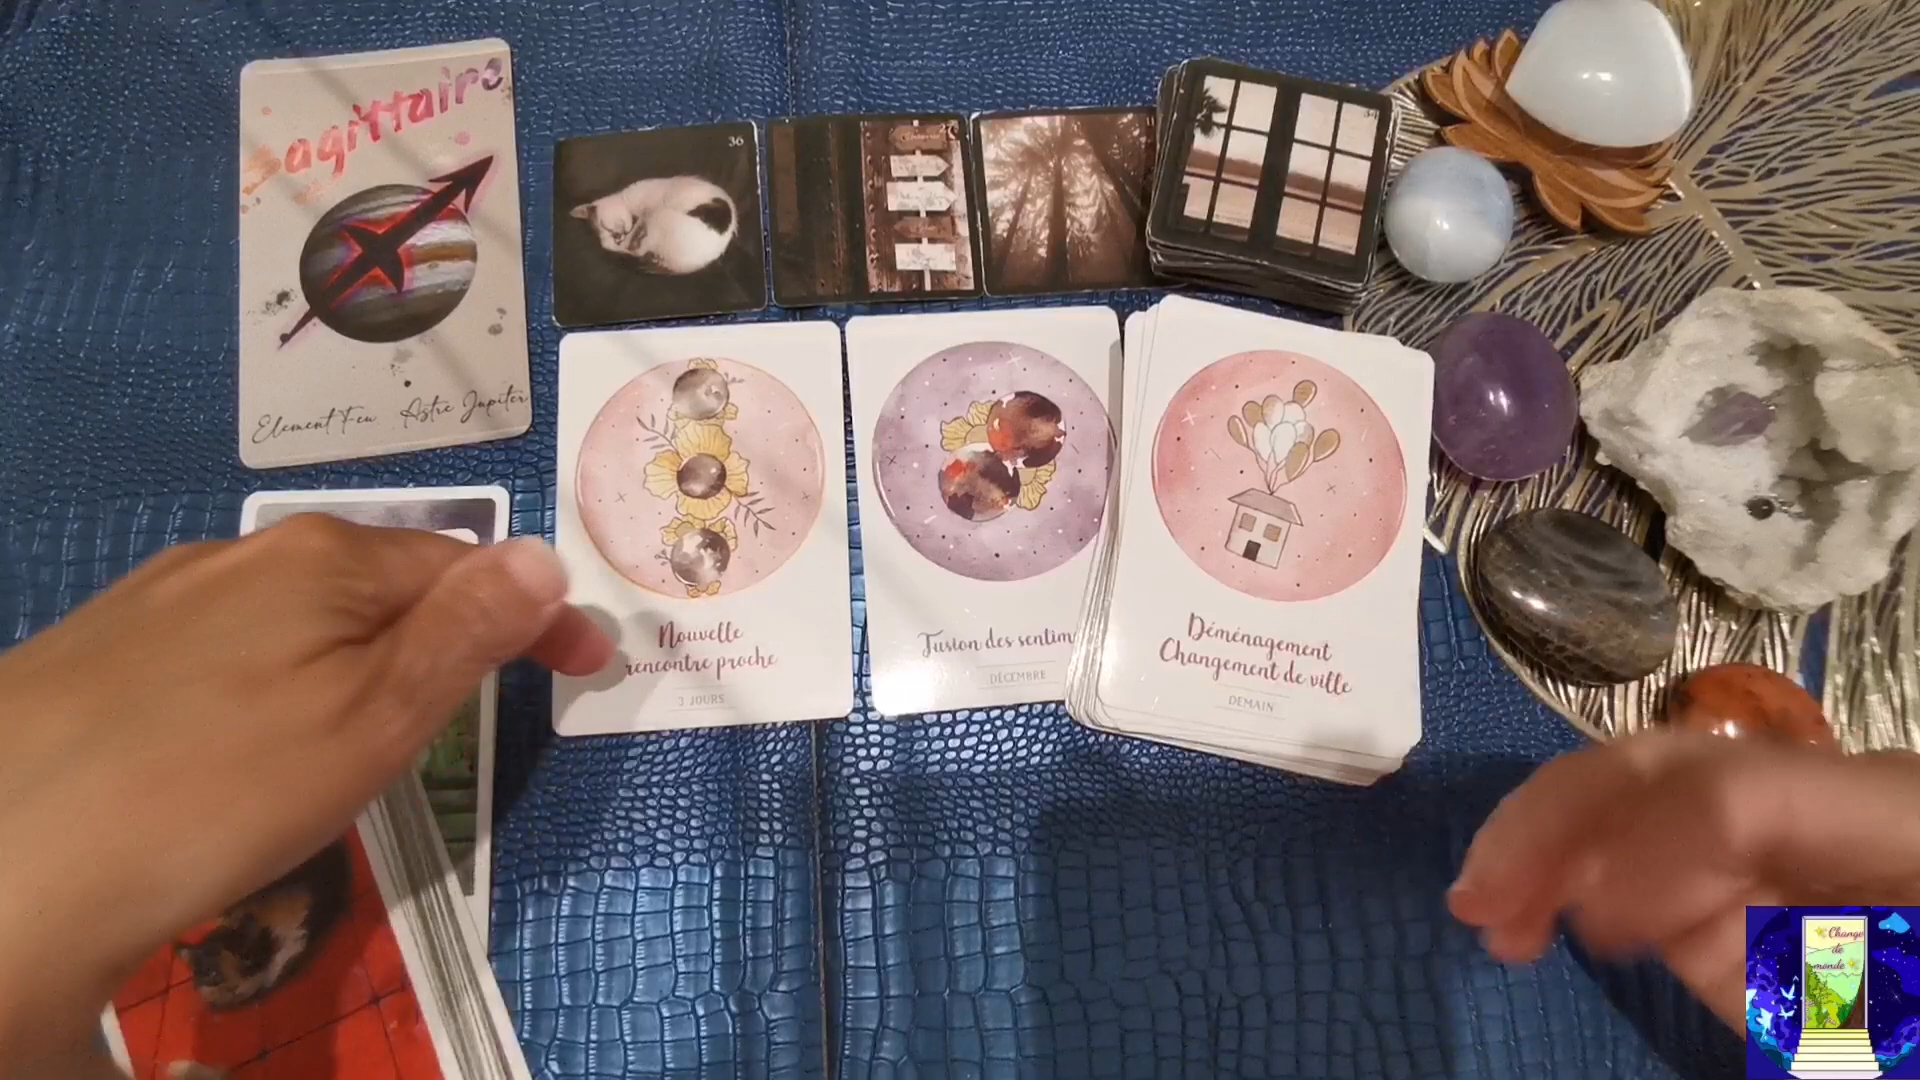 Sagittaire
Element Feu Astre Jupiter
36
34
Nouvelle
rencontre proche
3 JOURS
Fusion des sentim
DÉCEMBRE
Déménagement
Changement de ville
DEMAIN
Change
de
monde